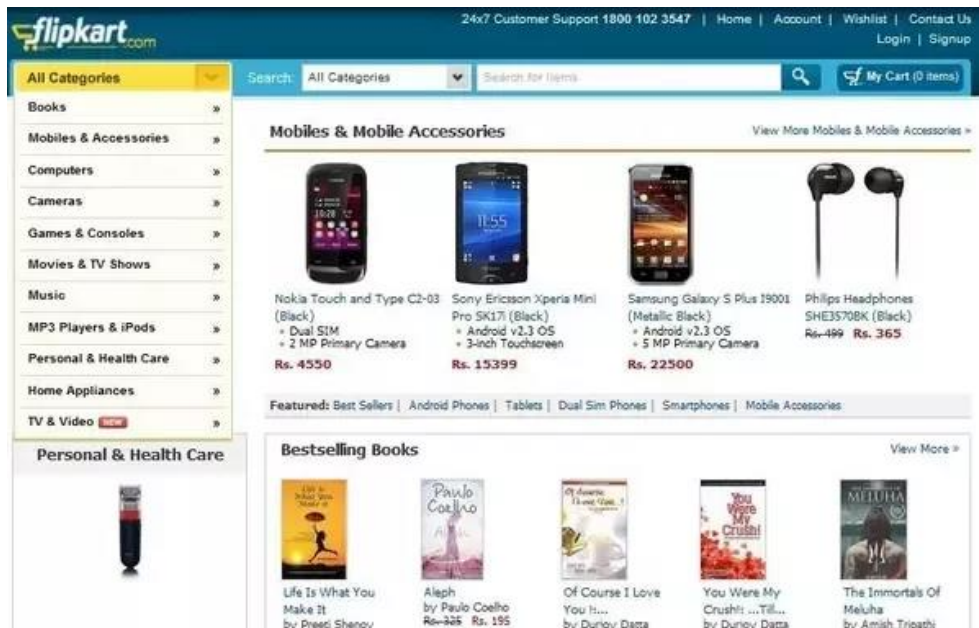 flipkart.com
24x7 Customer Support 1800 102 3547 | Home | Account | Wishlist | Contact Us
Login | Signup
All Categories
Search: All Categories
Search for items
My Cart (0 items)
Books »
Mobiles & Accessories »
Computers »
Cameras »
Games & Consoles »
Movies & TV Shows »
Music »
MP3 Players & iPods »
Personal & Health Care »
Home Appliances »
TV & Video NEW »
Personal & Health Care
Mobiles & Mobile Accessories
View More Mobiles & Mobile Accessories »
Nokia Touch and Type C2-03
(Black)
Dual SIM
2 MP Primary Camera
Rs. 4550
Sony Ericsson Xperia Mini
Pro SK17i (Black)
Android v2.3 OS
3-inch Touchscreen
Rs. 15399
Samsung Galaxy S Plus I9001
(Metallic Black)
Android v2.3 OS
5 MP Primary Camera
Rs. 22500
Philips Headphones
SHE3570BK (Black)
Rs. 499 Rs. 365
Featured: Best Sellers | Android Phones | Tablets | Dual Sim Phones | Smartphones | Mobile Accessories
Bestselling Books
View More »
Life Is What You
Make It
by Preeti Shenoy
Paulo
Coelho
Aleph
Aleph
by Paulo Coelho
Rs. 325 Rs. 195
Of Course I Love
You !:...
by Durjoy Datta
You
Were
My
Crush!
You Were My
Crush!: ...Till...
by Durjoy Datta
MELUHA
The Immortals Of
Meluha
by Amish Tripathi